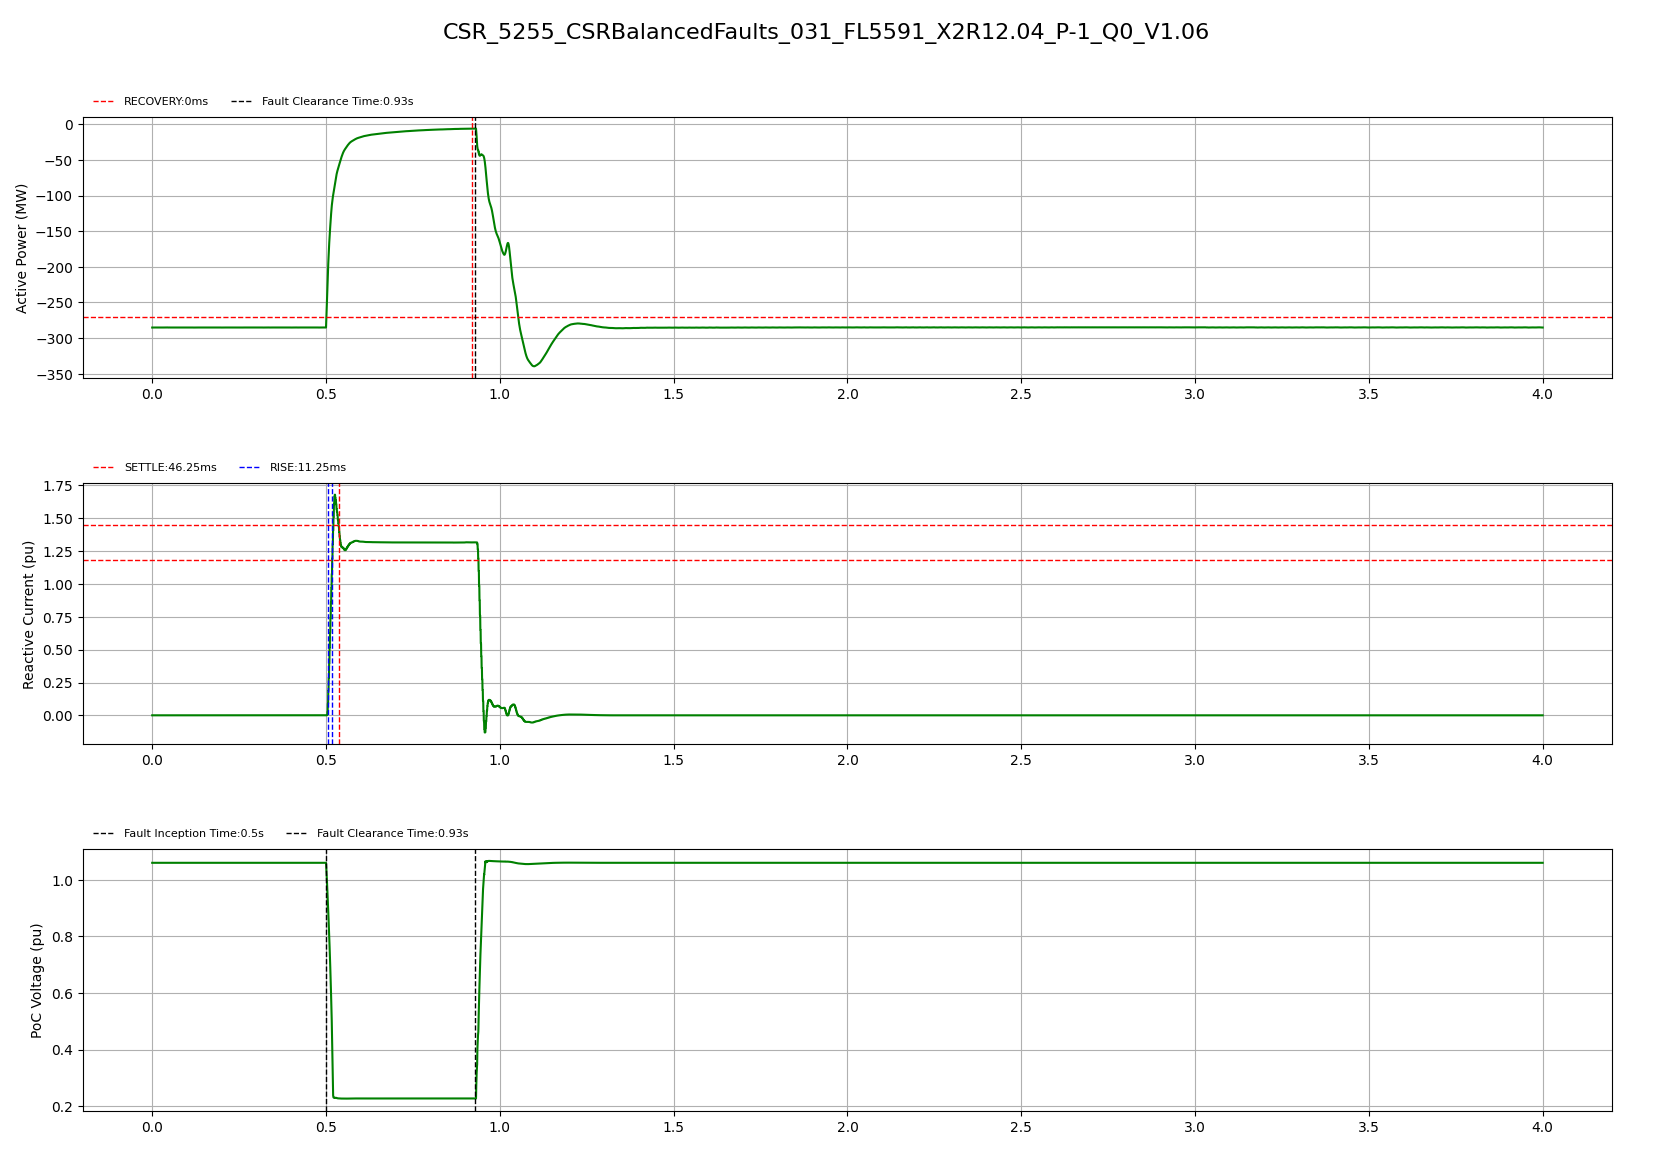 CSR_5255_CSRBalancedFaults_031_FL5591_X2R12.04_P-1_Q0_V1.06
RECOVERY:0ms Fault Clearance Time:0.93s
Active Power (MW)
0
−50
−100
−150
−200
−250
−300
−350
0.0 0.5 1.0 1.5 2.0 2.5 3.0 3.5 4.0
SETTLE:46.25ms RISE:11.25ms
Reactive Current (pu)
1.75
1.50
1.25
1.00
0.75
0.50
0.25
0.00
0.0 0.5 1.0 1.5 2.0 2.5 3.0 3.5 4.0
Fault Inception Time:0.5s Fault Clearance Time:0.93s
PoC Voltage (pu)
1.0
0.8
0.6
0.4
0.2
0.0 0.5 1.0 1.5 2.0 2.5 3.0 3.5 4.0